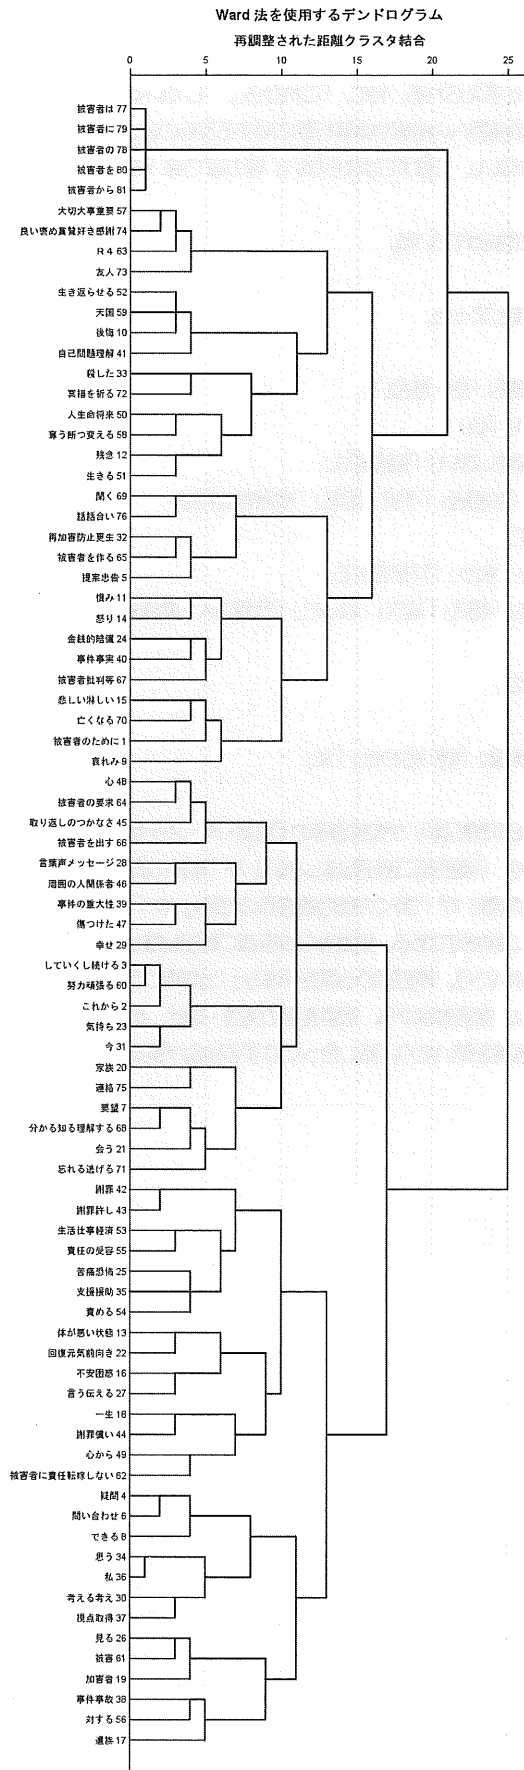 Ward 法を使用するデンドログラム
再調整された距離クラスタ結合
0 5 10 15 20 25
被害者は 77
被害者に 79
被害者の 78
被害者を 80
被害者から 81
大切大事重要 57
良い褒め賞賛好き感謝 74
R 4 63
友人 73
生き返らせる 52
天国 59
後悔 10
自己問題理解 41
殺した 33
冥福を祈る 72
人生命将来 50
奪う断つ変える 58
残念 12
生きる 51
聞く 69
話話合い 76
再加害防止更生 32
被害者を作る 65
提案忠告 5
恨み 11
怒り 14
金銭的賠償 24
事件事実 40
被害者批判等 67
悲しい淋しい 15
亡くなる 70
被害者のために 1
哀れみ 9
心 48
被害者の要求 64
取り返しのつかなさ 45
被害者を出す 66
言葉声メッセージ 28
周囲の人関係者 46
事件の重大性 39
傷つけた 47
幸せ 29
していくし続ける 3
努力頑張る 60
これから 2
気持ち 23
今 31
家族 20
連絡 75
要望 7
分かる知る理解する 68
会う 21
忘れる逃げる 71
謝罪 42
謝罪許し 43
生活仕事経済 53
責任の受容 55
苦痛恐怖 25
支援援助 35
責める 54
体が悪い状態 13
回復元気前向き 22
不安困惑 16
言う伝える 27
一生 18
謝罪償い 44
心から 49
被害者に責任転嫁しない 62
疑問 4
問い合わせ 6
できる 8
思う 34
私 36
考える考え 30
視点取得 37
見る 26
被害 61
加害者 19
事件事故 38
対する 56
遺族 17